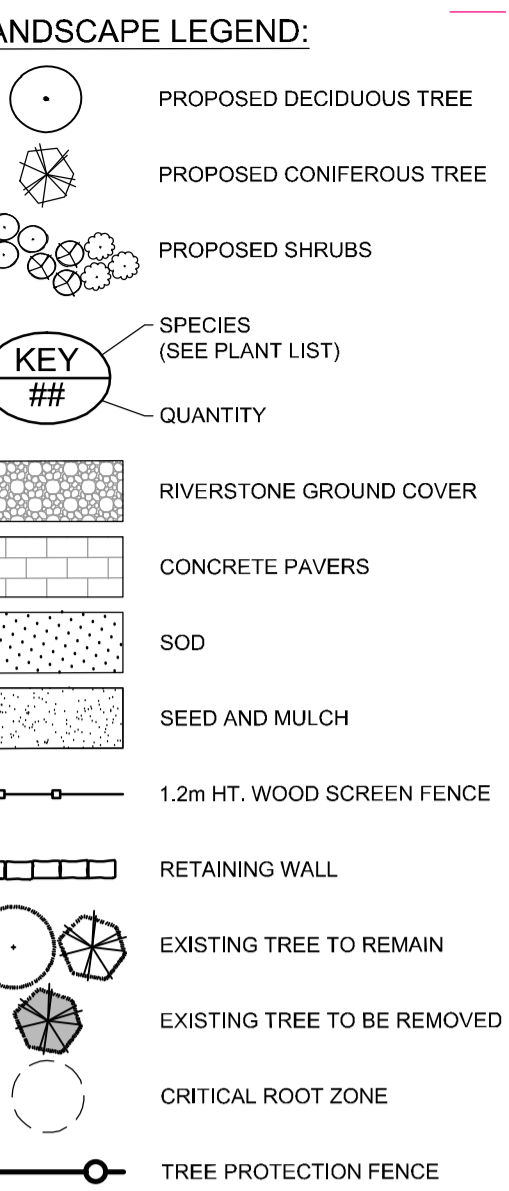 ANDSCAPE LEGEND:
PROPOSED DECIDUOUS TREE
PROPOSED CONIFEROUS TREE
PROPOSED SHRUBS
SPECIES
(SEE PLANT LIST)
KEY
##
QUANTITY
RIVERSTONE GROUND COVER
CONCRETE PAVERS
SOD
SEED AND MULCH
1.2m HT. WOOD SCREEN FENCE
RETAINING WALL
EXISTING TREE TO REMAIN
EXISTING TREE TO BE REMOVED
CRITICAL ROOT ZONE
TREE PROTECTION FENCE